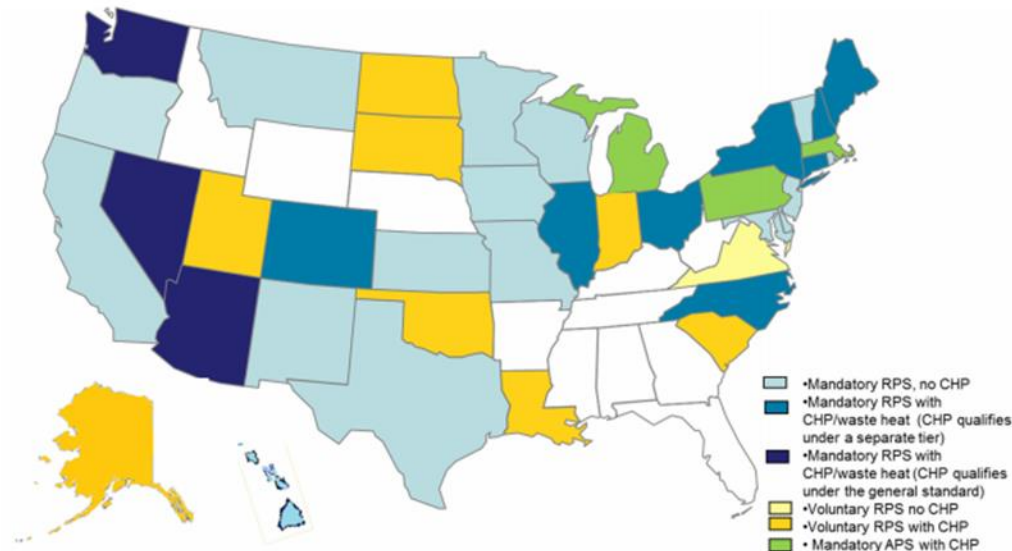 •Mandatory RPS, no CHP
•Mandatory RPS with
CHP/waste heat (CHP qualifies
under a separate tier)
•Mandatory RPS with
CHP/waste heat (CHP qualifies
under the general standard)
•Voluntary RPS no CHP
•Voluntary RPS with CHP
• Mandatory APS with CHP